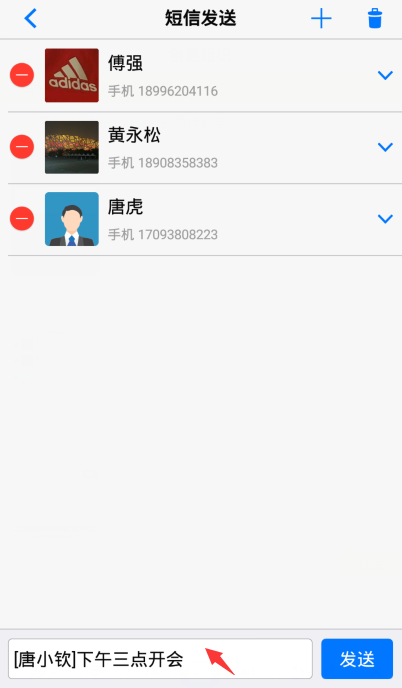 短信发送
傅强
adidas
手机 18996204116
黄永松
手机 18908358383
唐虎
手机 17093808223
[唐小钦]下午三点开会
发送